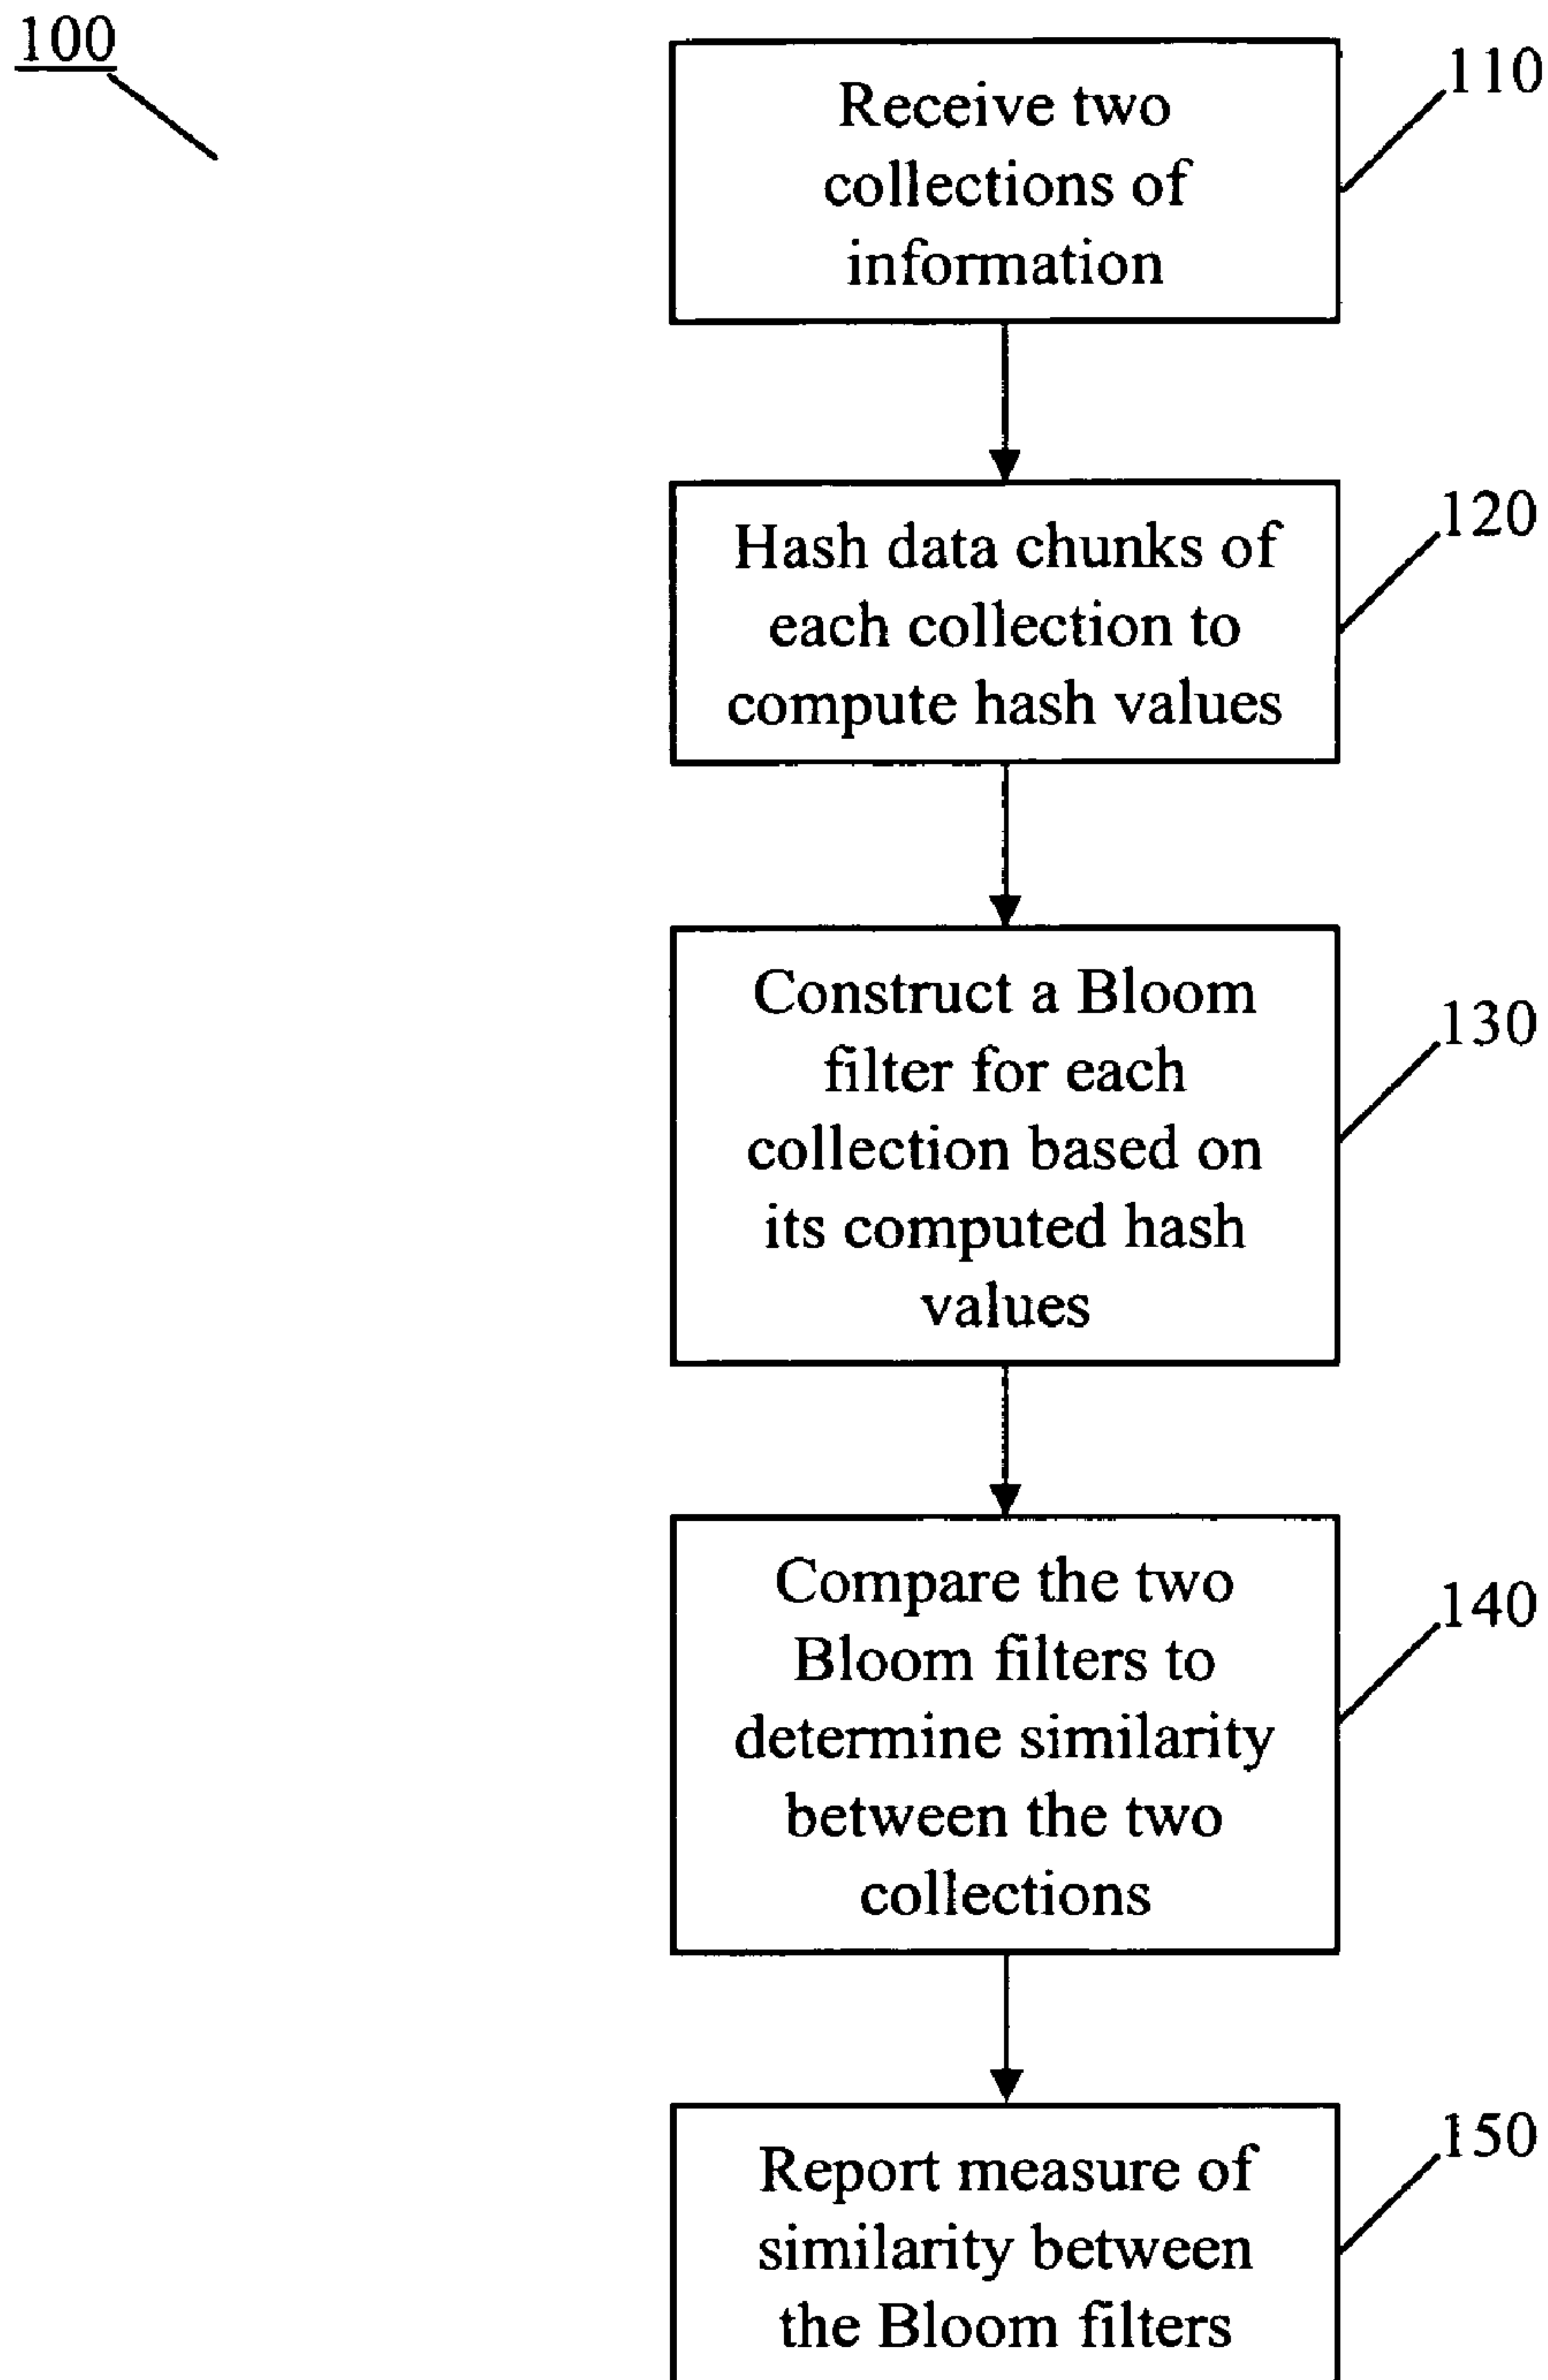 100
110
Receive two
collections of
information
120
Hash data chunks of
each collection to
compute hash values
130
Construct a Bloom
filter for each
collection based on
its computed hash
values
140
Compare the two
Bloom filters to
determine similarity
between the two
collections
150
Report measure of
similarity between
the Bloom filters